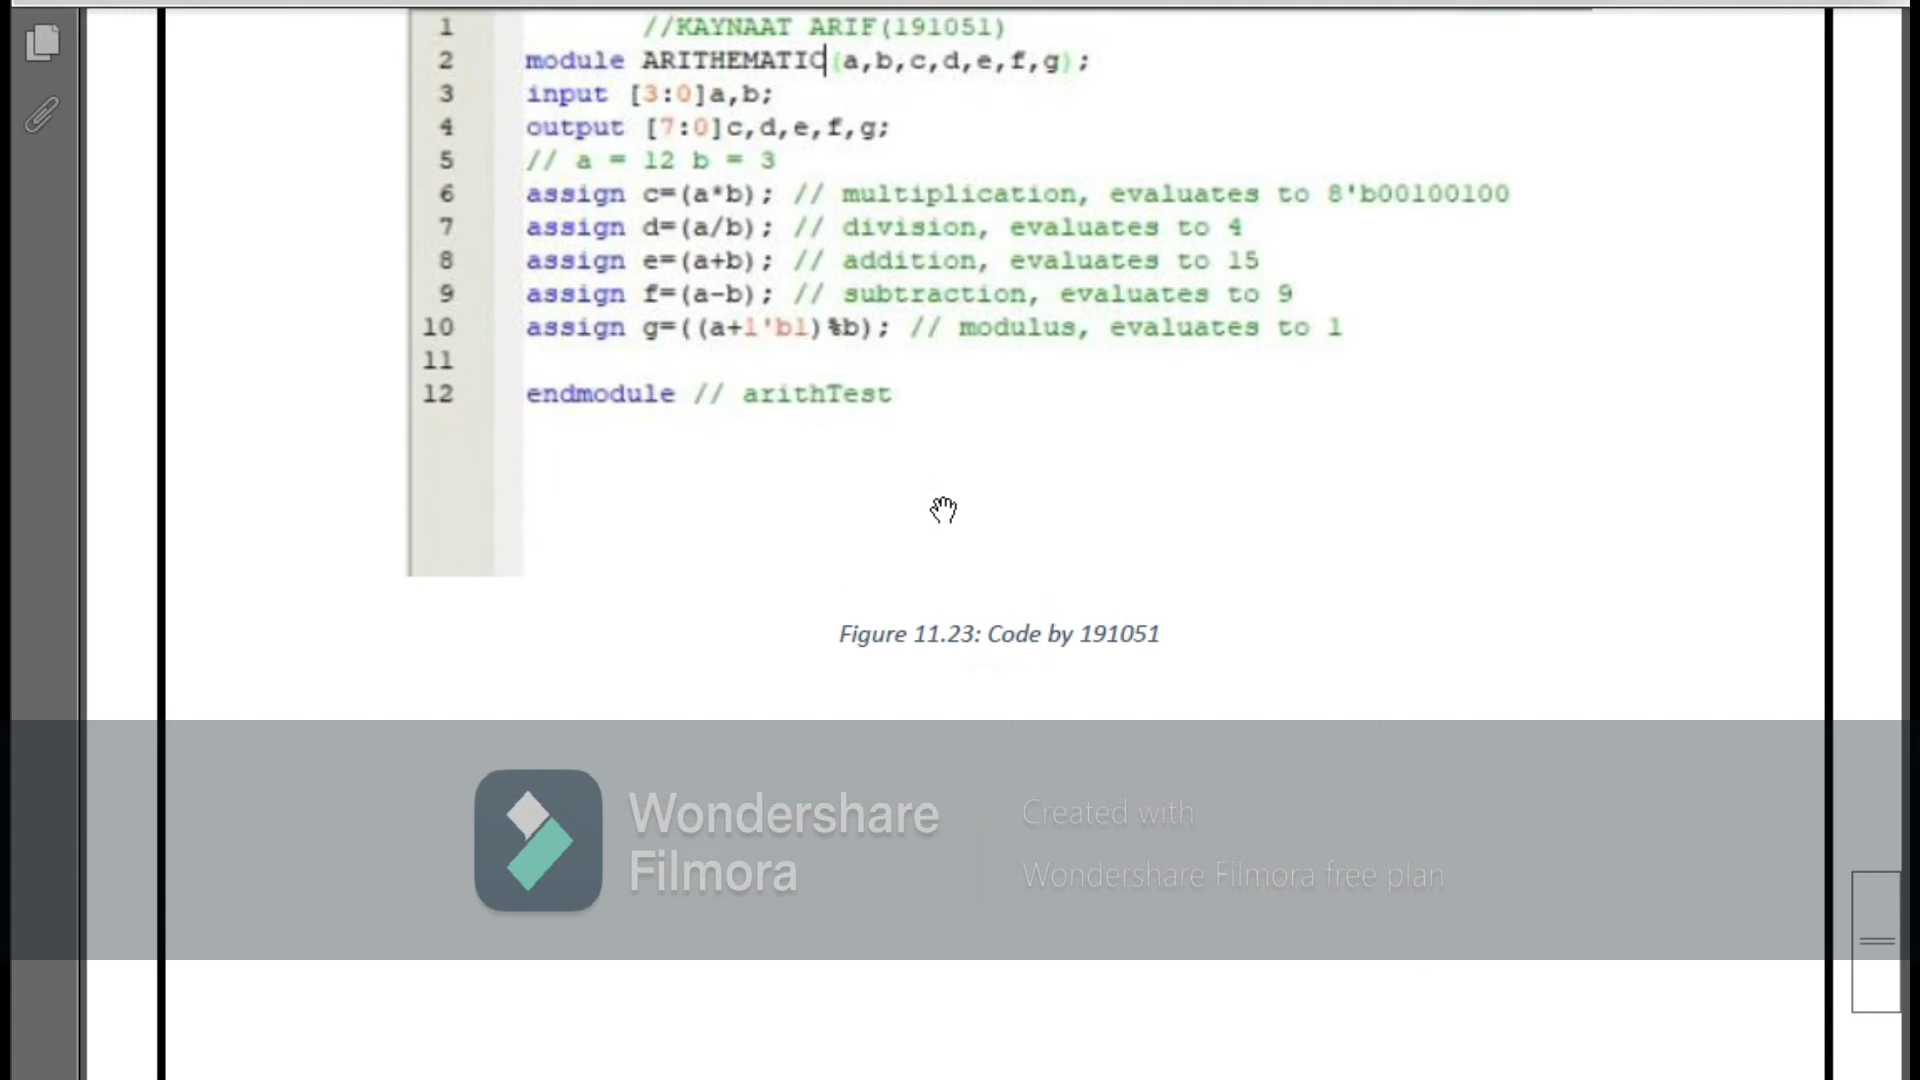 1 //KAYNAAT ARIF(191051)
2 module ARITHEMATIC(a,b,c,d,e,f,g);
3 input [3:0]a,b;
4 output [7:0]c,d,e,f,g;
5 // a = 12 b = 3
6 assign c=(a*b); // multiplication, evaluates to 8'b00100100
7 assign d=(a/b); // division, evaluates to 4
8 assign e=(a+b); // addition, evaluates to 15
9 assign f=(a-b); // subtraction, evaluates to 9
10 assign g=((a+1'b1)%b); // modulus, evaluates to 1
11
12 endmodule // arithTest
Figure 11.23: Code by 191051
Wondershare
Filmora
Created with
Wondershare Filmora free plan